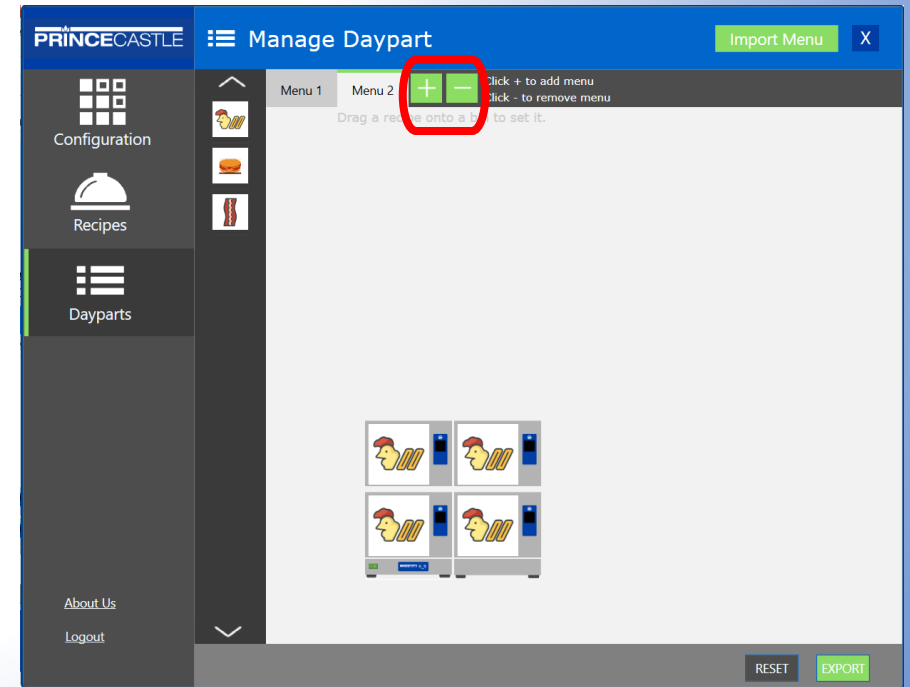 PRINCECASTLE
Manage Daypart
Import Menu
X
Configuration
Recipes
Dayparts
About Us
Logout
Menu 1
Menu 2
+
−
Click + to add menu
Click - to remove menu
Drag a recipe onto a bin to set it.
RESET
EXPORT